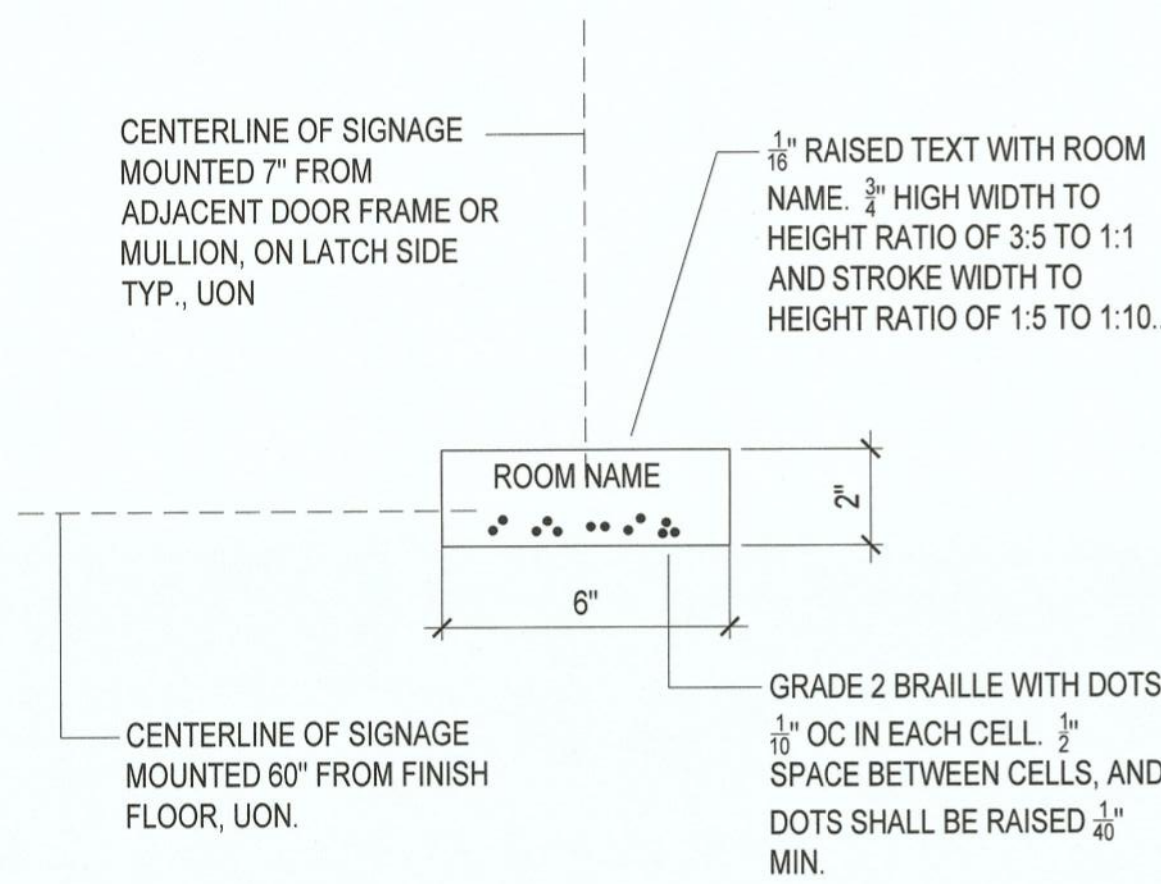 CENTERLINE OF SIGNAGE
MOUNTED 7" FROM
ADJACENT DOOR FRAME OR
MULLION, ON LATCH SIDE
TYP., UON
1/16" RAISED TEXT WITH ROOM
NAME. 3/4" HIGH WIDTH TO
HEIGHT RATIO OF 3:5 TO 1:1
AND STROKE WIDTH TO
HEIGHT RATIO OF 1:5 TO 1:10..
ROOM NAME
2"
6"
CENTERLINE OF SIGNAGE
MOUNTED 60" FROM FINISH
FLOOR, UON.
GRADE 2 BRAILLE WITH DOTS
1/10" OC IN EACH CELL. 1/2"
SPACE BETWEEN CELLS, AND
DOTS SHALL BE RAISED 1/40"
MIN.